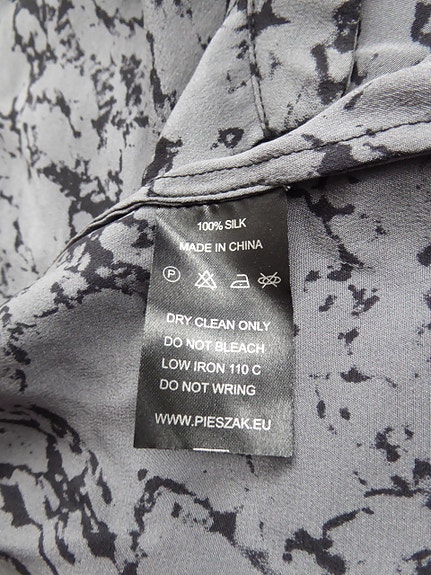 100% SILK
MADE IN CHINA
P
DRY CLEAN ONLY
DO NOT BLEACH
LOW IRON 110 C
DO NOT WRING
WWW.PIESZAK.EU